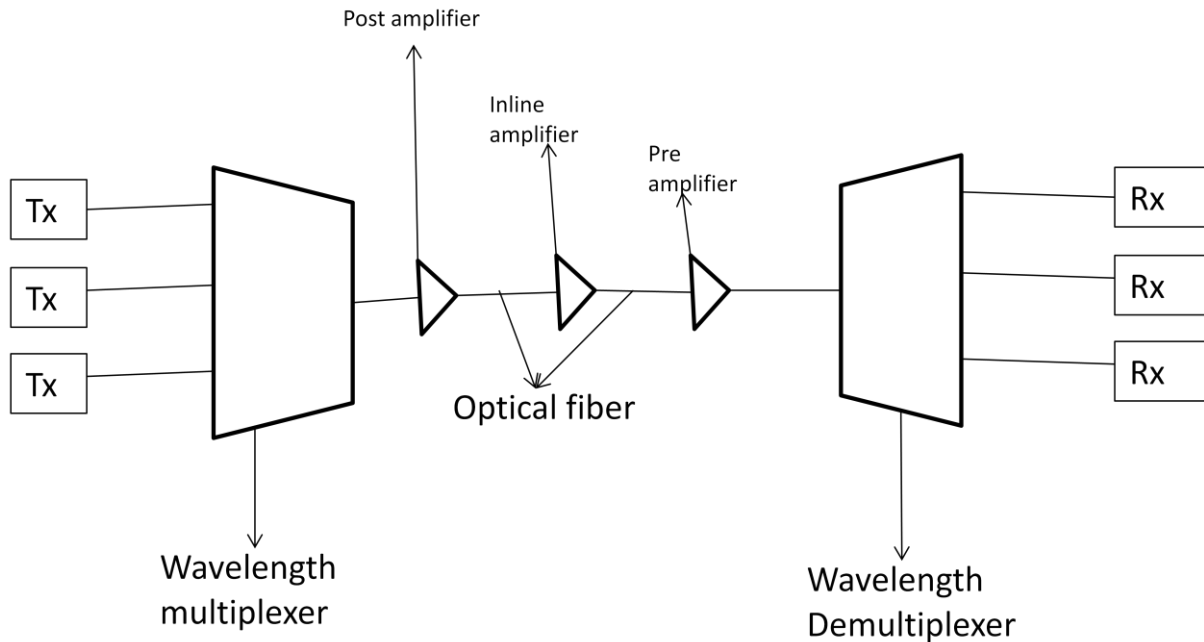 Post amplifier
Inline
amplifier
Pre
amplifier
Tx
Tx
Tx
Rx
Rx
Rx
Optical fiber
Wavelength
multiplexer
Wavelength
Demultiplexer